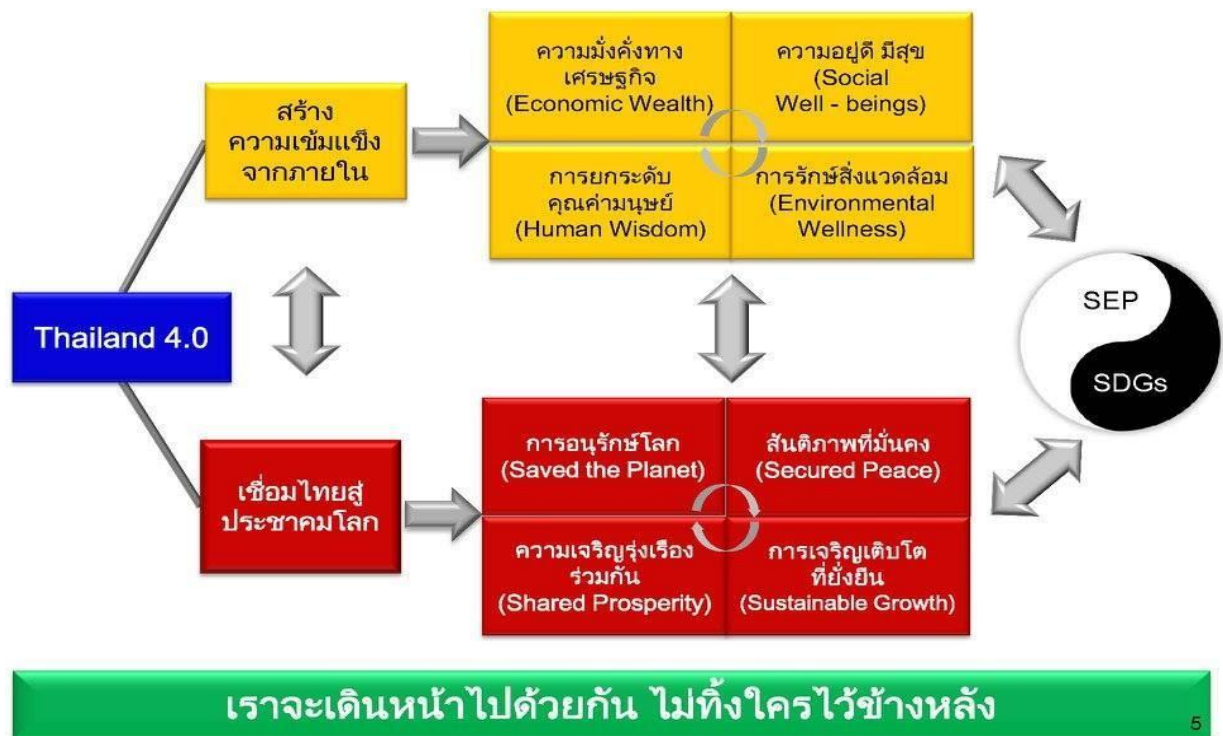 ความมั่งคั่งทาง
เศรษฐกิจ
(Economic Wealth)
ความอยู่ดี มีสุข
(Social
Well - beings)
สร้าง
ความเข้มแข็ง
จากภายใน
การยกระดับ
คุณค่ามนุษย์
(Human Wisdom)
การรักษ์สิ่งแวดล้อม
(Environmental
Wellness)
Thailand 4.0
SEP
SDGs
เชื่อมไทยสู่
ประชาคมโลก
การอนุรักษ์โลก
(Saved the Planet)
สันติภาพที่มั่นคง
(Secured Peace)
ความเจริญรุ่งเรือง
ร่วมกัน
(Shared Prosperity)
การเจริญเติบโต
ที่ยั่งยืน
(Sustainable Growth)
เราจะเดินหน้าไปด้วยกัน ไม่ทิ้งใครไว้ข้างหลัง
5